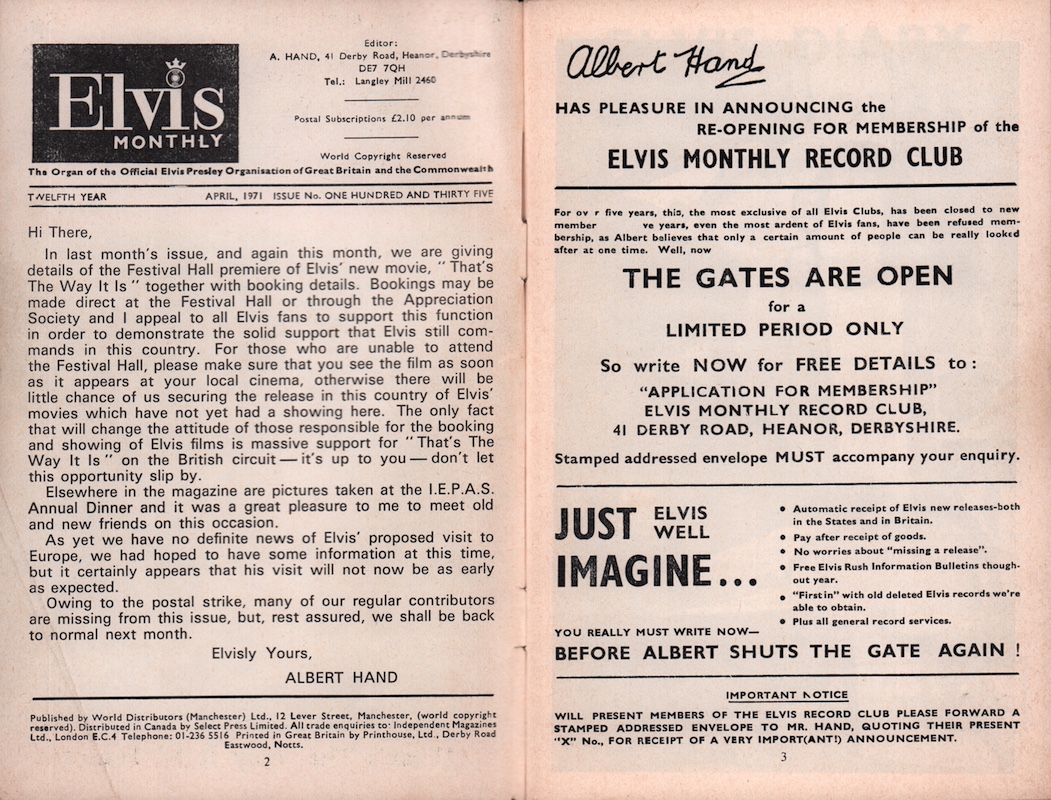 Elvis
MONTHLY
Editor:
A. HAND, 41 Derby Road, Heanor, Derbyshire
DE7 7QH
Tel.: Langley Mill 2460
Postal Subscriptions £2.10 per annum
World Copyright Reserved
The Organ of the Official Elvis Presley Organisation of Great Britain and the Commonwealth
TWELFTH YEAR APRIL, 1971 ISSUE No. ONE HUNDRED AND THIRTY FIVE
Hi There,
In last month's issue, and again this month, we are giving
details of the Festival Hall premiere of Elvis' new movie, "That's
The Way It Is" together with booking details. Bookings may be
made direct at the Festival Hall or through the Appreciation
Society and I appeal to all Elvis fans to support this function
in order to demonstrate the solid support that Elvis still com-
mands in this country. For those who are unable to attend
the Festival Hall, please make sure that you see the film as soon
as it appears at your local cinema, otherwise there will be
little chance of us securing the release in this country of Elvis'
movies which have not yet had a showing here. The only fact
that will change the attitude of those responsible for the booking
and showing of Elvis films is massive support for "That's The
Way It Is" on the British circuit — it's up to you — don't let
this opportunity slip by.
Elsewhere in the magazine are pictures taken at the I.E.P.A.S.
Annual Dinner and it was a great pleasure to me to meet old
and new friends on this occasion.
As yet we have no definite news of Elvis' proposed visit to
Europe, we had hoped to have some information at this time,
but it certainly appears that his visit will not now be as early
as expected.
Owing to the postal strike, many of our regular contributors
are missing from this issue, but, rest assured, we shall be back
to normal next month.
Elvisly Yours,
ALBERT HAND
Published by World Distributors (Manchester) Ltd., 12 Lever Street, Manchester, (world copyright
reserved). Distributed in Canada by Select Press Limited. All trade enquiries to: Independent Magazines
Ltd., London E.C.4 Telephone: 01-236 5516 Printed in Great Britain by Printhouse, Ltd., Derby Road
Eastwood, Notts.
2
Albert Hand
HAS PLEASURE IN ANNOUNCING the
RE-OPENING FOR MEMBERSHIP of the
ELVIS MONTHLY RECORD CLUB
For ov r five years, this, the most exclusive of all Elvis Clubs, has been closed to new
member ve years, even the most ardent of Elvis fans, have been refused mem-
bership, as Albert believes that only a certain amount of people can be really looked
after at one time. Well, now
THE GATES ARE OPEN
for a
LIMITED PERIOD ONLY
So write NOW for FREE DETAILS to:
"APPLICATION FOR MEMBERSHIP"
ELVIS MONTHLY RECORD CLUB,
41 DERBY ROAD, HEANOR, DERBYSHIRE.
Stamped addressed envelope MUST accompany your enquiry.
JUST ELVIS WELL
IMAGINE...
• Automatic receipt of Elvis new releases-both
in the States and in Britain.
• Pay after receipt of goods.
• No worries about "missing a release".
• Free Elvis Rush Information Bulletins though-
out year.
• "First in" with old deleted Elvis records we're
able to obtain.
• Plus all general record services.
YOU REALLY MUST WRITE NOW—
BEFORE ALBERT SHUTS THE GATE AGAIN !
IMPORTANT NOTICE
WILL PRESENT MEMBERS OF THE ELVIS RECORD CLUB PLEASE FORWARD A
STAMPED ADDRESSED ENVELOPE TO MR. HAND, QUOTING THEIR PRESENT
"X" No., FOR RECEIPT OF A VERY IMPORT(ANT!) ANNOUNCEMENT.
3